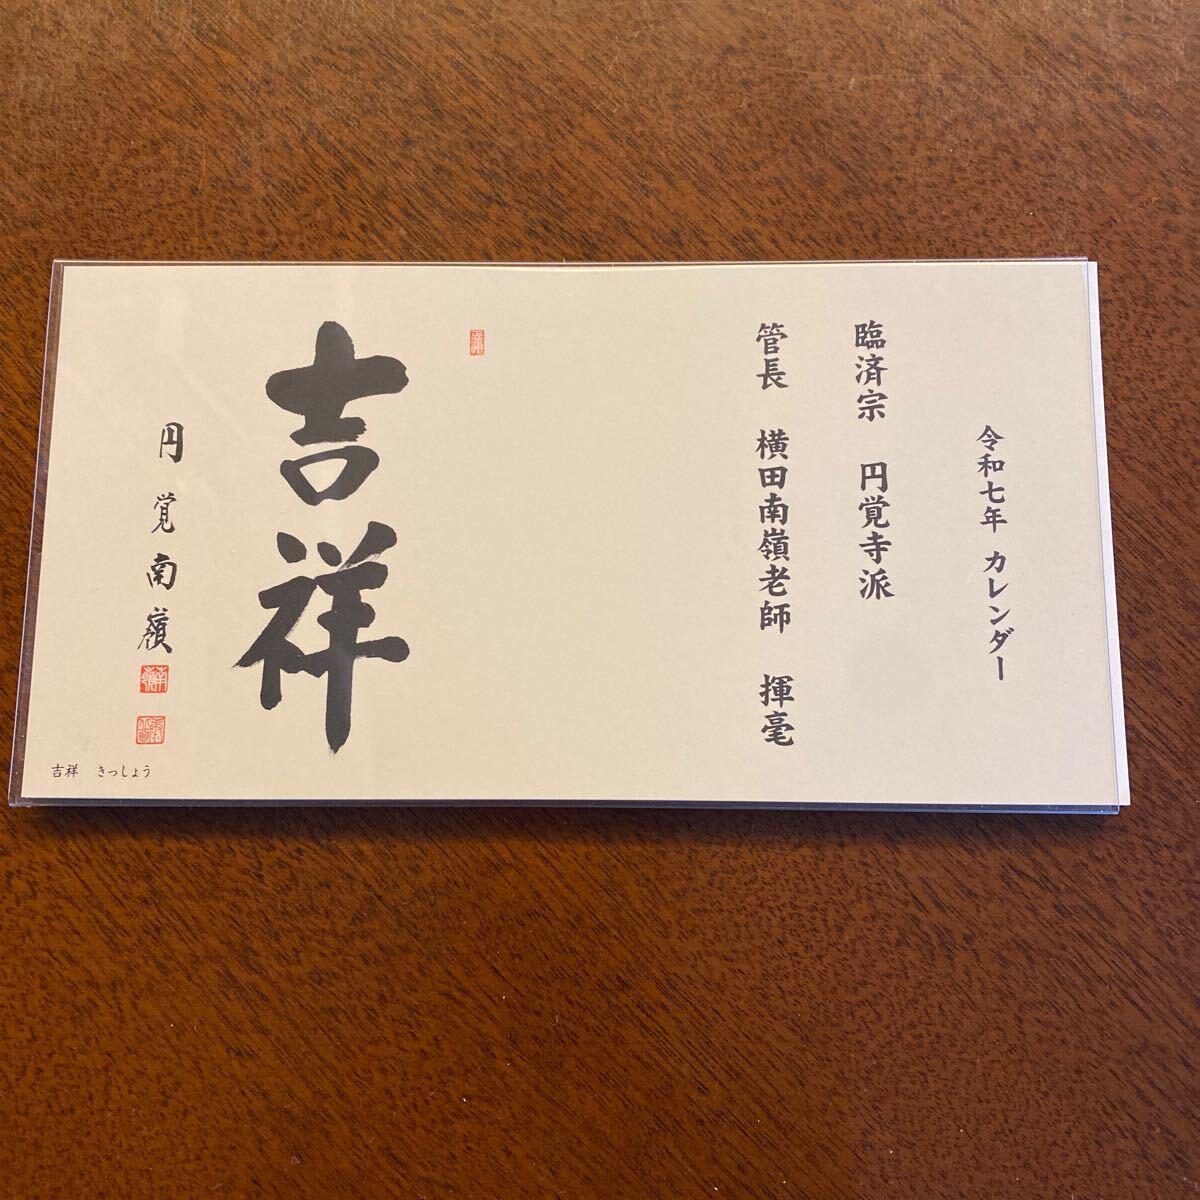 令和七年 カレンダー
臨済宗 円覚寺派
管長 横田南嶺老師 揮毫
吉祥
円覚南嶺
吉祥 きっしょう